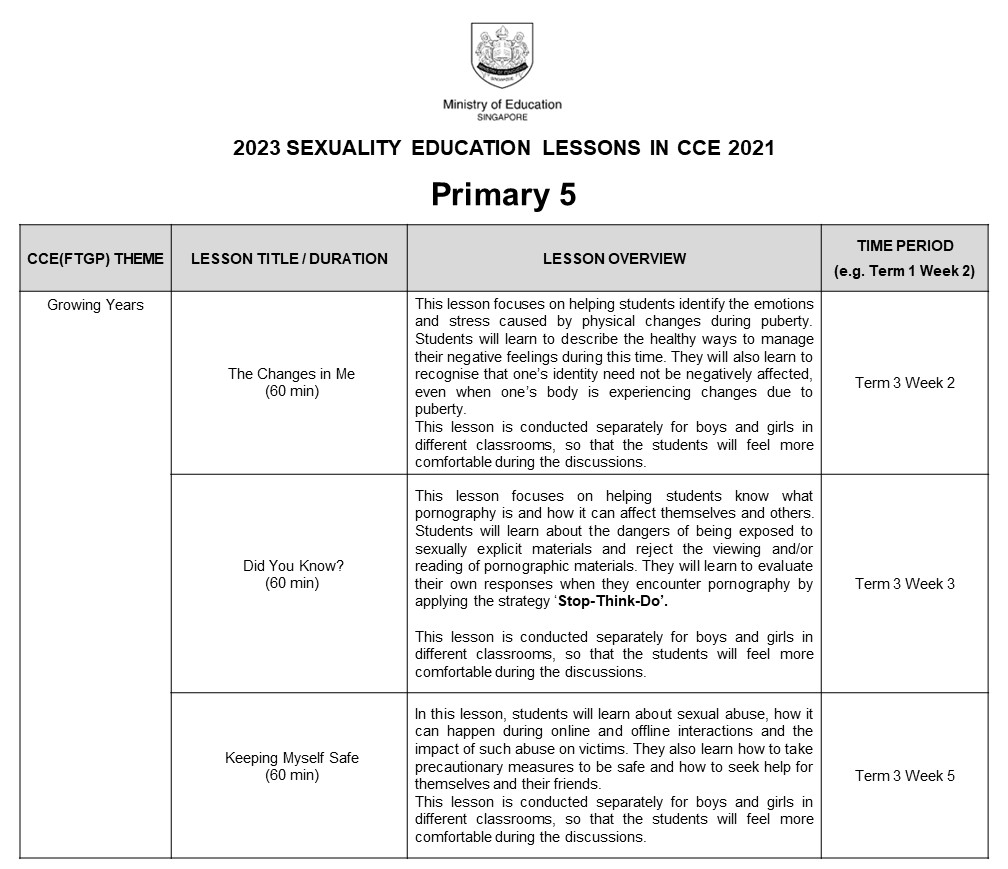 Ministry of Education
SINGAPORE
2023 SEXUALITY EDUCATION LESSONS IN CCE 2021
Primary 5
CCE(FTGP) THEME
LESSON TITLE / DURATION
LESSON OVERVIEW
TIME PERIOD
(e.g. Term 1 Week 2)
Growing Years
The Changes in Me
(60 min)
This lesson focuses on helping students identify the emotions
and stress caused by physical changes during puberty.
Students will learn to describe the healthy ways to manage
their negative feelings during this time. They will also learn to
recognise that one’s identity need not be negatively affected,
even when one’s body is experiencing changes due to
puberty.
This lesson is conducted separately for boys and girls in
different classrooms, so that the students will feel more
comfortable during the discussions.
Term 3 Week 2
Did You Know?
(60 min)
This lesson focuses on helping students know what
pornography is and how it can affect themselves and others.
Students will learn about the dangers of being exposed to
sexually explicit materials and reject the viewing and/or
reading of pornographic materials. They will learn to evaluate
their own responses when they encounter pornography by
applying the strategy ‘Stop-Think-Do’.
This lesson is conducted separately for boys and girls in
different classrooms, so that the students will feel more
comfortable during the discussions.
Term 3 Week 3
Keeping Myself Safe
(60 min)
In this lesson, students will learn about sexual abuse, how it
can happen during online and offline interactions and the
impact of such abuse on victims. They also learn how to take
precautionary measures to be safe and how to seek help for
themselves and their friends.
This lesson is conducted separately for boys and girls in
different classrooms, so that the students will feel more
comfortable during the discussions.
Term 3 Week 5